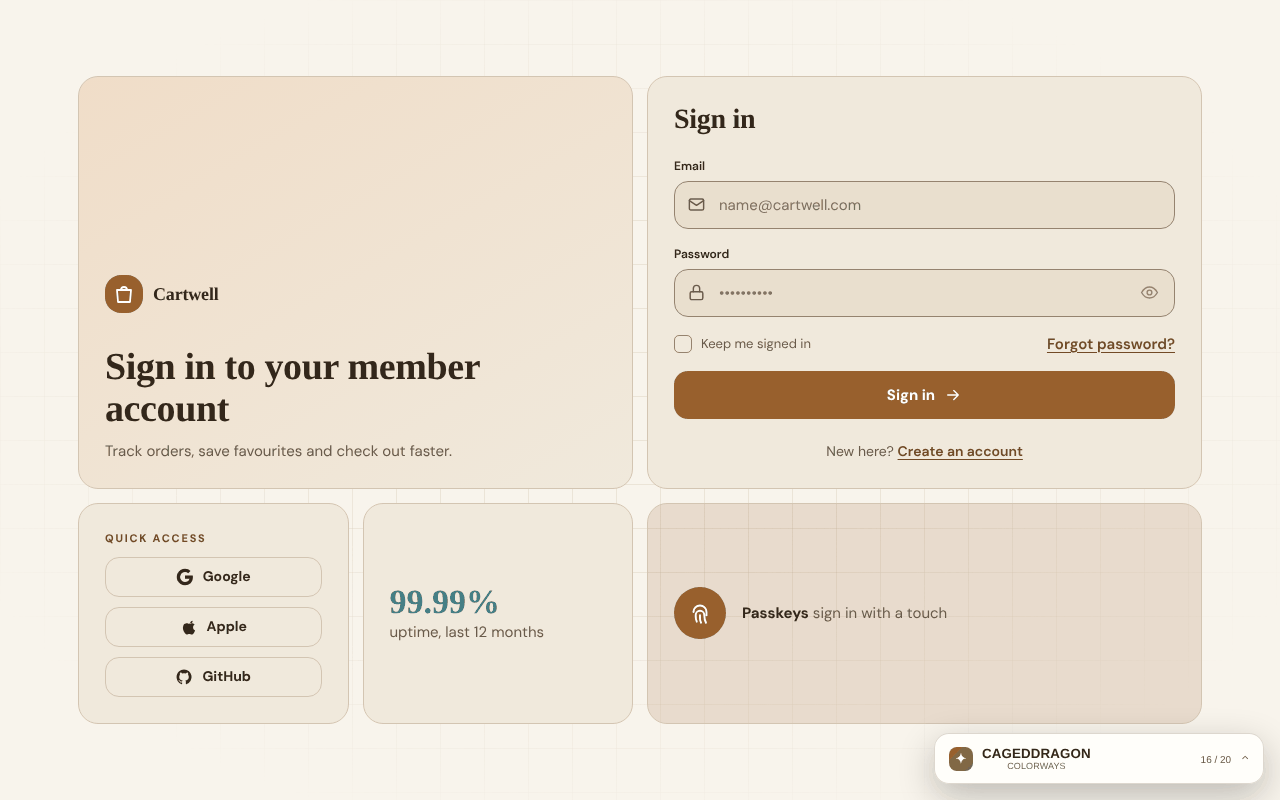 Cartwell
Sign in to your member
account
Track orders, save favourites and check out faster.
Sign in
Email
name@cartwell.com
Password
••••••••••
Keep me signed in
Forgot password?
Sign in →
New here? Create an account
QUICK ACCESS
Google
Apple
GitHub
99.99%
uptime, last 12 months
Passkeys sign in with a touch
CAGEDDRAGON
COLORWAYS
16 / 20